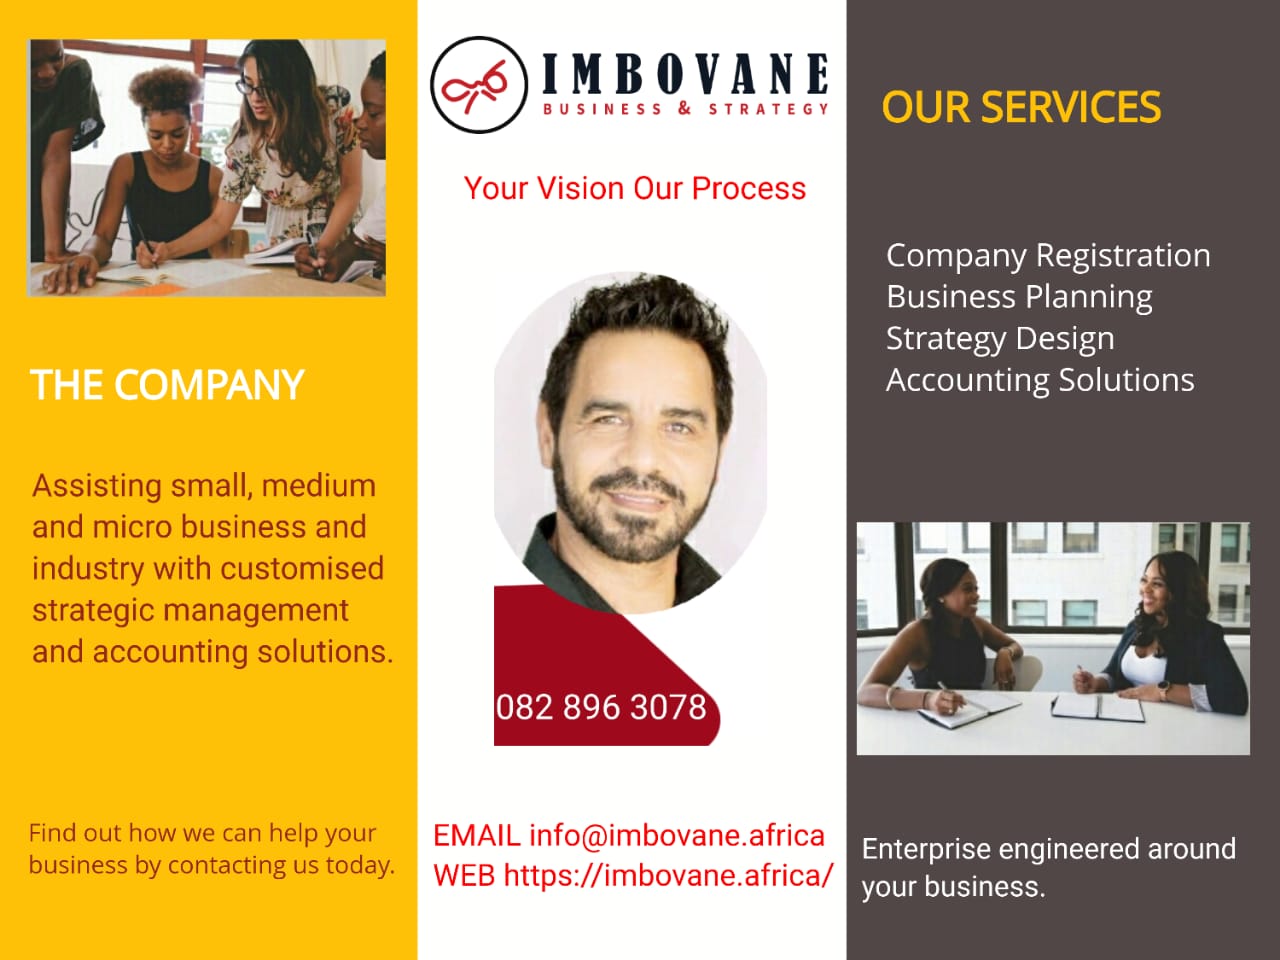 THE COMPANY
Assisting small, medium
and micro business and
industry with customised
strategic management
and accounting solutions.
Find out how we can help your
business by contacting us today.
IMBOVANE
BUSINESS & STRATEGY
Your Vision Our Process
082 896 3078
EMAIL info@imbovane.africa
WEB https://imbovane.africa/
OUR SERVICES
Company Registration
Business Planning
Strategy Design
Accounting Solutions
Enterprise engineered around
your business.